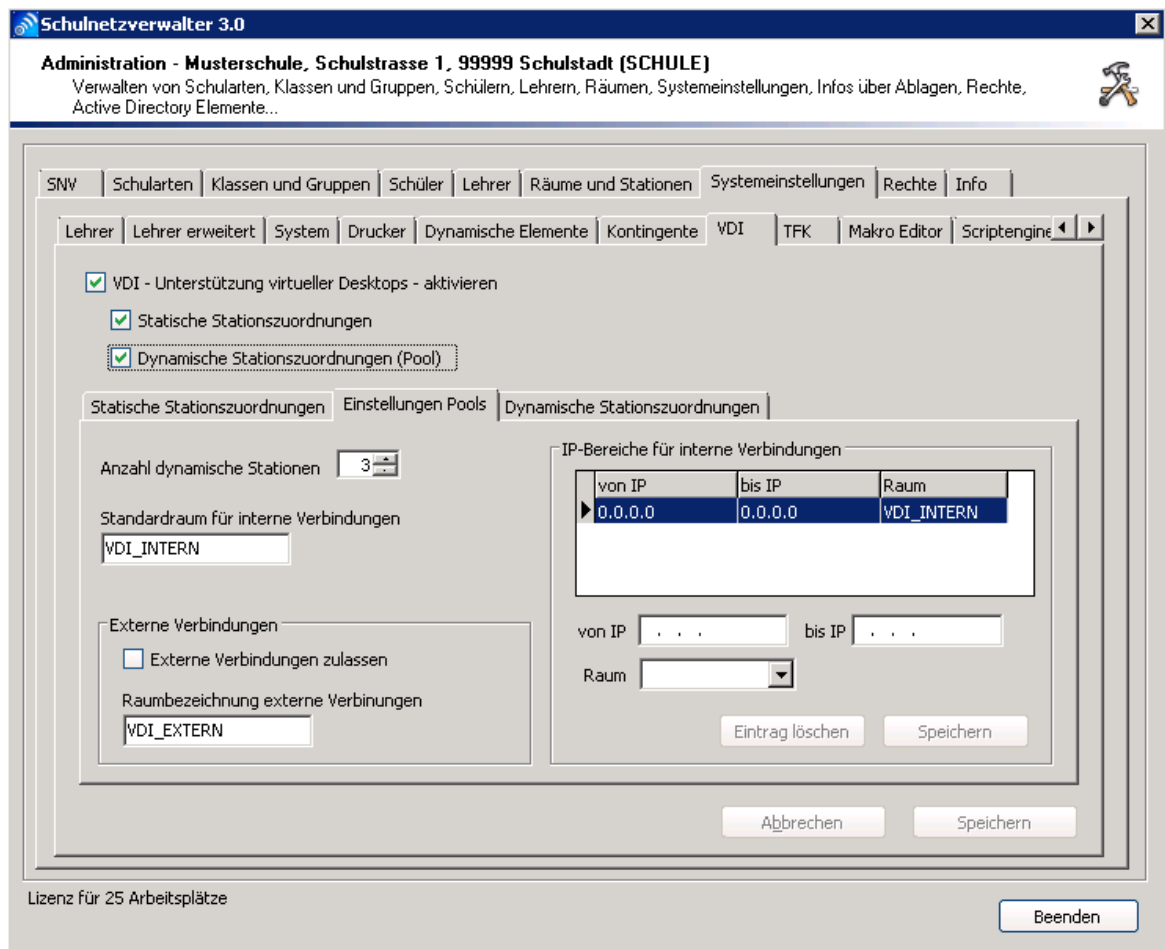 Schulnetzverwalter 3.0
Administration - Musterschule, Schulstrasse 1, 99999 Schulstadt (SCHULE)
Verwalten von Schularten, Klassen und Gruppen, Schülern, Lehrern, Räumen, Systemeinstellungen, Infos über Ablagen, Rechte,
Active Directory Elemente...
SNV Schularten Klassen und Gruppen Schüler Lehrer Räume und Stationen Systemeinstellungen Rechte Info
Lehrer Lehrer erweitert System Drucker Dynamische Elemente Kontingente VDI TFK Makro Editor Scriptengine
VDI - Unterstützung virtueller Desktops - aktivieren
Statische Stationszuordnungen
Dynamische Stationszuordnungen (Pool)
Statische Stationszuordnungen Einstellungen Pools Dynamische Stationszuordnungen
Anzahl dynamische Stationen 3
Standardraum für interne Verbindungen
VDI_INTERN
Externe Verbindungen
Externe Verbindungen zulassen
Raumbezeichnung externe Verbinungen
VDI_EXTERN
IP-Bereiche für interne Verbindungen
von IP bis IP Raum
0.0.0.0 0.0.0.0 VDI_INTERN
von IP . . . bis IP . . .
Raum
Eintrag löschen Speichern
Abbrechen Speichern
Lizenz für 25 Arbeitsplätze
Beenden